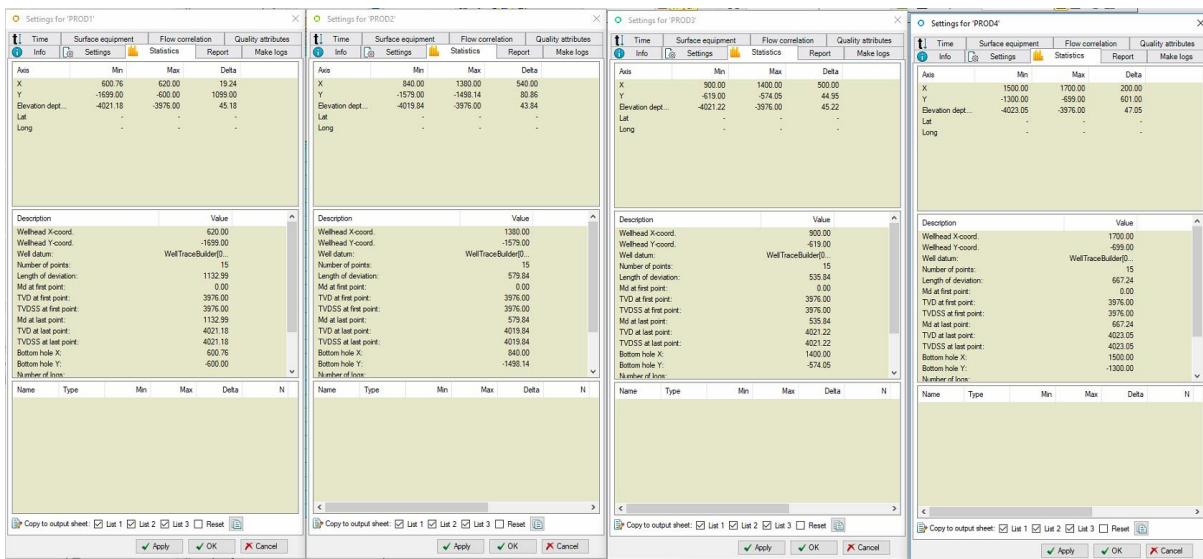 Settings for 'PROD1'
Time Surface equipment Flow correlation Quality attributes
Info Settings Statistics Report Make logs
Axis Min Max Delta
X 600.76 620.00 19.24
Y -1699.00 -600.00 1099.00
Elevation dept... -4021.18 -3976.00 45.18
Lat - - -
Long - - -
Description Value
Wellhead X-coord. 620.00
Wellhead Y-coord. -1699.00
Well datum: WellTraceBuilder[0...
Number of points: 15
Length of deviation: 1132.99
Md at first point: 0.00
TVD at first point: 3976.00
TVDSS at first point: 3976.00
Md at last point: 1132.99
TVD at last point: 4021.18
TVDSS at last point: 4021.18
Bottom hole X: 600.76
Bottom hole Y: -600.00
Number of logs:
Name Type Min Max Delta N
Copy to output sheet: List 1 List 2 List 3 Reset
Apply OK Cancel
Settings for 'PROD2'
Time Surface equipment Flow correlation Quality attributes
Info Settings Statistics Report Make logs
Axis Min Max Delta
X 840.00 1380.00 540.00
Y -1579.00 -1498.14 80.86
Elevation dept... -4019.84 -3976.00 43.84
Lat - - -
Long - - -
Description Value
Wellhead X-coord. 1380.00
Wellhead Y-coord. -1579.00
Well datum: WellTraceBuilder[0...
Number of points: 15
Length of deviation: 579.84
Md at first point: 0.00
TVD at first point: 3976.00
TVDSS at first point: 3976.00
Md at last point: 579.84
TVD at last point: 4019.84
TVDSS at last point: 4019.84
Bottom hole X: 840.00
Bottom hole Y: -1498.14
Number of logs:
Name Type Min Max Delta N
Copy to output sheet: List 1 List 2 List 3 Reset
Apply OK Cancel
Settings for 'PROD3'
Time Surface equipment Flow correlation Quality attributes
Info Settings Statistics Report Make logs
Axis Min Max Delta
X 900.00 1400.00 500.00
Y -619.00 -574.05 44.95
Elevation dept... -4021.22 -3976.00 45.22
Lat - - -
Long - - -
Description Value
Wellhead X-coord. 900.00
Wellhead Y-coord. -619.00
Well datum: WellTraceBuilder[0...
Number of points: 15
Length of deviation: 535.84
Md at first point: 0.00
TVD at first point: 3976.00
TVDSS at first point: 3976.00
Md at last point: 535.84
TVD at last point: 4021.22
TVDSS at last point: 4021.22
Bottom hole X: 1400.00
Bottom hole Y: -574.05
Number of logs:
Name Type Min Max Delta N
Copy to output sheet: List 1 List 2 List 3 Reset
Apply OK Cancel
Settings for 'PROD4'
Time Surface equipment Flow correlation Quality attributes
Info Settings Statistics Report Make logs
Axis Min Max Delta
X 1500.00 1700.00 200.00
Y -1300.00 -699.00 601.00
Elevation dept... -4023.05 -3976.00 47.05
Lat - - -
Long - - -
Description Value
Wellhead X-coord. 1700.00
Wellhead Y-coord. -699.00
Well datum: WellTraceBuilder[0...
Number of points: 15
Length of deviation: 667.24
Md at first point: 0.00
TVD at first point: 3976.00
TVDSS at first point: 3976.00
Md at last point: 667.24
TVD at last point: 4023.05
TVDSS at last point: 4023.05
Bottom hole X: 1500.00
Bottom hole Y: -1300.00
Number of logs:
Name Type Min Max Delta N
Copy to output sheet: List 1 List 2 List 3 Reset
Apply OK Cancel